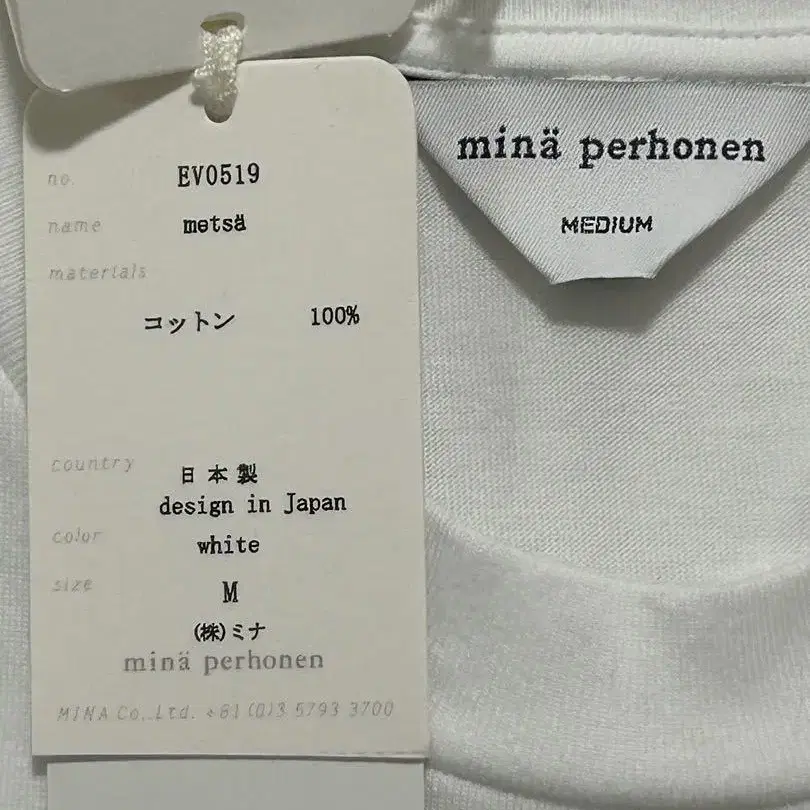 no. EV0519
name metsä
materials
コットン 100%
country 日本製
design in Japan
color white
size M
(株)ミナ
minä perhonen
MINA Co.,Ltd. +81(0)3 5793 3700
minä perhonen
MEDIUM